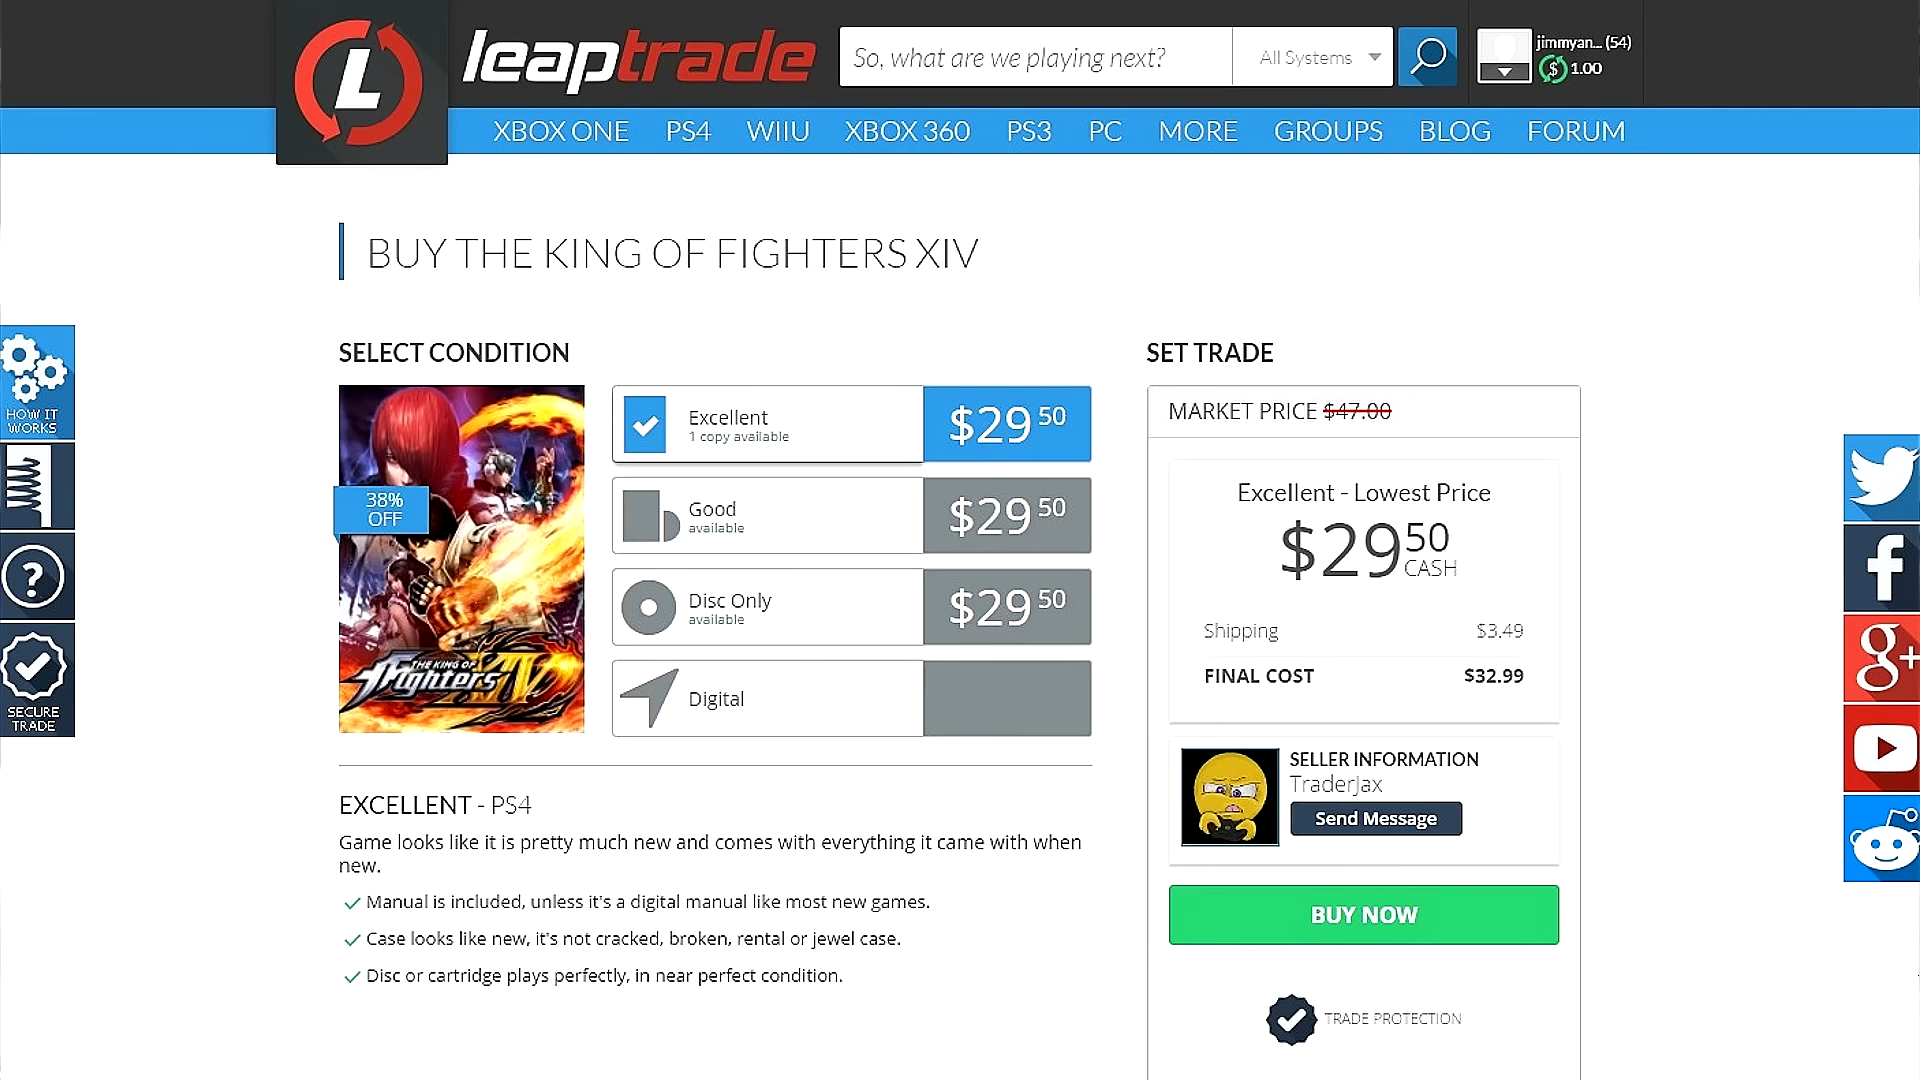 L leaptrade
So, what are we playing next?
All Systems
jimmyan... (54)
$ 1.00
XBOX ONE PS4 WIIU XBOX 360 PS3 PC MORE GROUPS BLOG FORUM
BUY THE KING OF FIGHTERS XIV
SELECT CONDITION
38%
OFF
THE KING OF
Fighters XIV
Excellent
1 copy available
$29 50
Good
available
$29 50
Disc Only
available
$29 50
Digital
EXCELLENT - PS4
Game looks like it is pretty much new and comes with everything it came with when
new.
Manual is included, unless it's a digital manual like most new games.
Case looks like new, it's not cracked, broken, rental or jewel case.
Disc or cartridge plays perfectly, in near perfect condition.
SET TRADE
MARKET PRICE $47.00
Excellent - Lowest Price
$29 50
CASH
Shipping $3.49
FINAL COST $32.99
SELLER INFORMATION
TraderJax
Send Message
BUY NOW
TRADE PROTECTION
HOW IT
WORKS
?
SECURE
TRADE
f
g+